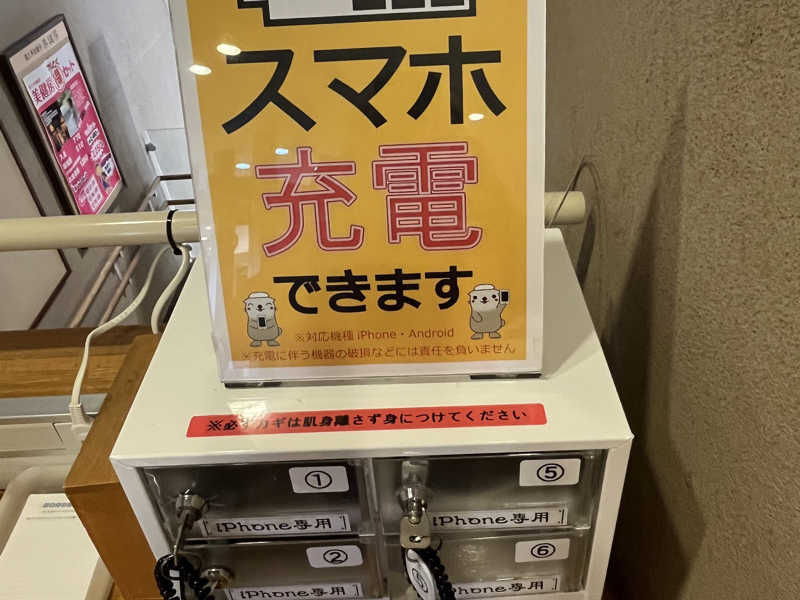 スマホ
充電
できます
※対応機種 iPhone・Android
※充電に伴う機器の破損などには責任を負いません
※必ずカギは肌身離さず身につけてください
①
iPhone専用
②
iPhone専用
⑤
iPhone専用
⑥
iPhone専用